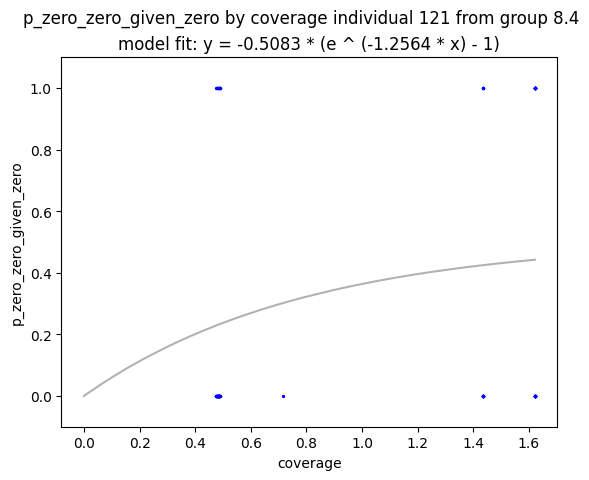 p_zero_zero_given_zero by coverage individual 121 from group 8.4
model fit: y = -0.5083 * (e ^ (-1.2564 * x) - 1)
1.0
0.8
0.6
0.4
0.2
0.0
p_zero_zero_given_zero
0.0 0.2 0.4 0.6 0.8 1.0 1.2 1.4 1.6
coverage